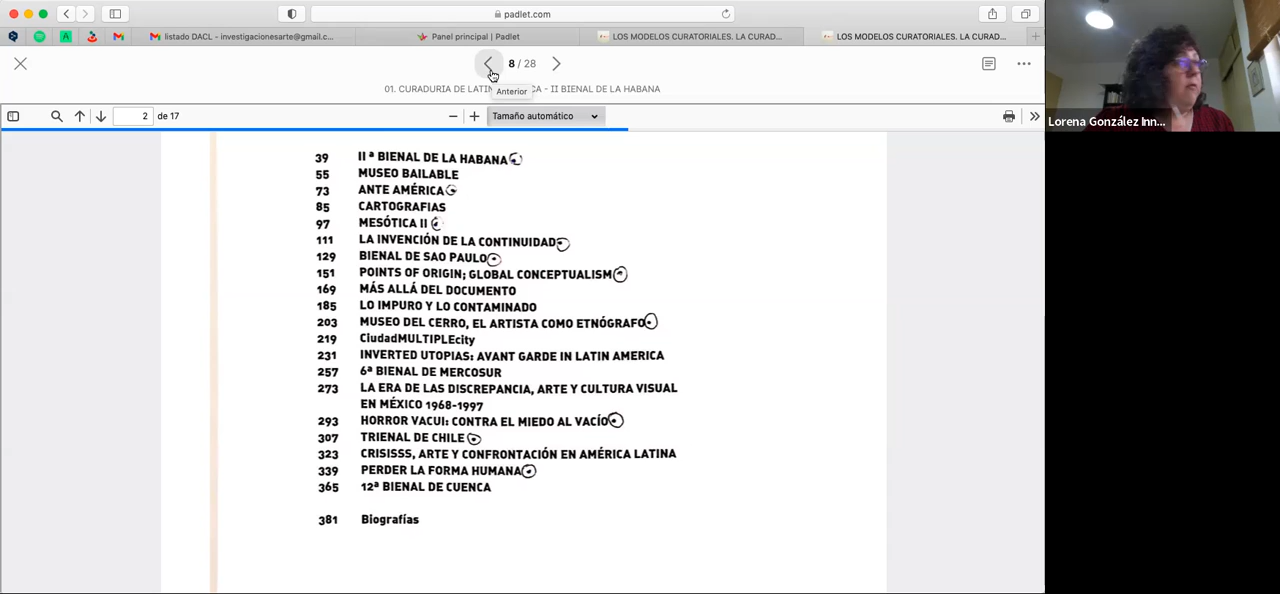 padlet.com
listado DACL - investigacionesarte@gmail.c...
Panel principal | Padlet
LOS MODELOS CURATORIALES. LA CURAD...
LOS MODELOS CURATORIALES. LA CURAD...
8 / 28
Anterior
01. CURADURIA DE LATIN CA - II BIENAL DE LA HABANA
2 de 17
Tamaño automático
Lorena González Inn...
39 IIª BIENAL DE LA HABANA
55 MUSEO BAILABLE
73 ANTE AMÉRICA
85 CARTOGRAFIAS
97 MESÓTICA II
111 LA INVENCIÓN DE LA CONTINUIDAD
129 BIENAL DE SAO PAULO
151 POINTS OF ORIGIN; GLOBAL CONCEPTUALISM
169 MÁS ALLÁ DEL DOCUMENTO
185 LO IMPURO Y LO CONTAMINADO
203 MUSEO DEL CERRO, EL ARTISTA COMO ETNÓGRAFO
219 CiudadMULTIPLEcity
231 INVERTED UTOPIAS: AVANT GARDE IN LATIN AMERICA
257 6ª BIENAL DE MERCOSUR
273 LA ERA DE LAS DISCREPANCIA, ARTE Y CULTURA VISUAL
EN MÉXICO 1968-1997
293 HORROR VACUI: CONTRA EL MIEDO AL VACÍO
307 TRIENAL DE CHILE
323 CRISISSS, ARTE Y CONFRONTACIÓN EN AMÉRICA LATINA
339 PERDER LA FORMA HUMANA
365 12ª BIENAL DE CUENCA
381 Biografías